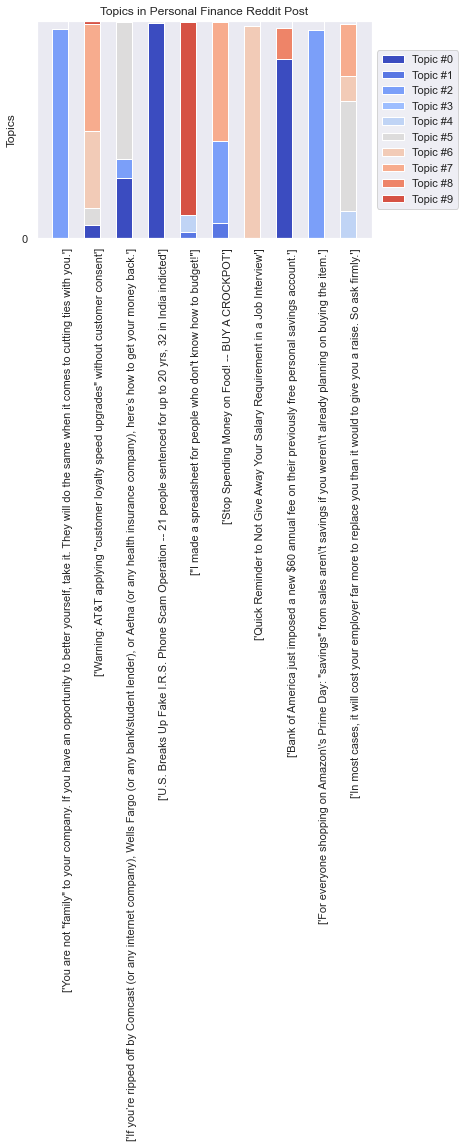 Topics in Personal Finance Reddit Post
Topics
0
Topic #0
Topic #1
Topic #2
Topic #3
Topic #4
Topic #5
Topic #6
Topic #7
Topic #8
Topic #9
['You are not "family" to your company. If you have an opportunity to better yourself, take it. They will do the same when it comes to cutting ties with you.']
['Warning: AT&T applying "customer loyalty speed upgrades" without customer consent']
['If you're ripped off by Comcast (or any internet company), Wells Fargo (or any bank/student lender), or Aetna (or any health insurance company), here's how to get your money back.']
['U.S. Breaks Up Fake I.R.S. Phone Scam Operation -- 21 people sentenced for up to 20 yrs, 32 in India indicted']
["I made a spreadsheet for people who don't know how to budget!"]
['Stop Spending Money on Food! -- BUY A CROCKPOT']
['Quick Reminder to Not Give Away Your Salary Requirement in a Job Interview']
['Bank of America just imposed a new $60 annual fee on their previously free personal savings account.']
['For everyone shopping on Amazon\'s Prime Day: "savings" from sales aren\'t savings if you weren\'t already planning on buying the item.']
['In most cases, it will cost your employer far more to replace you than it would to give you a raise. So ask firmly.']